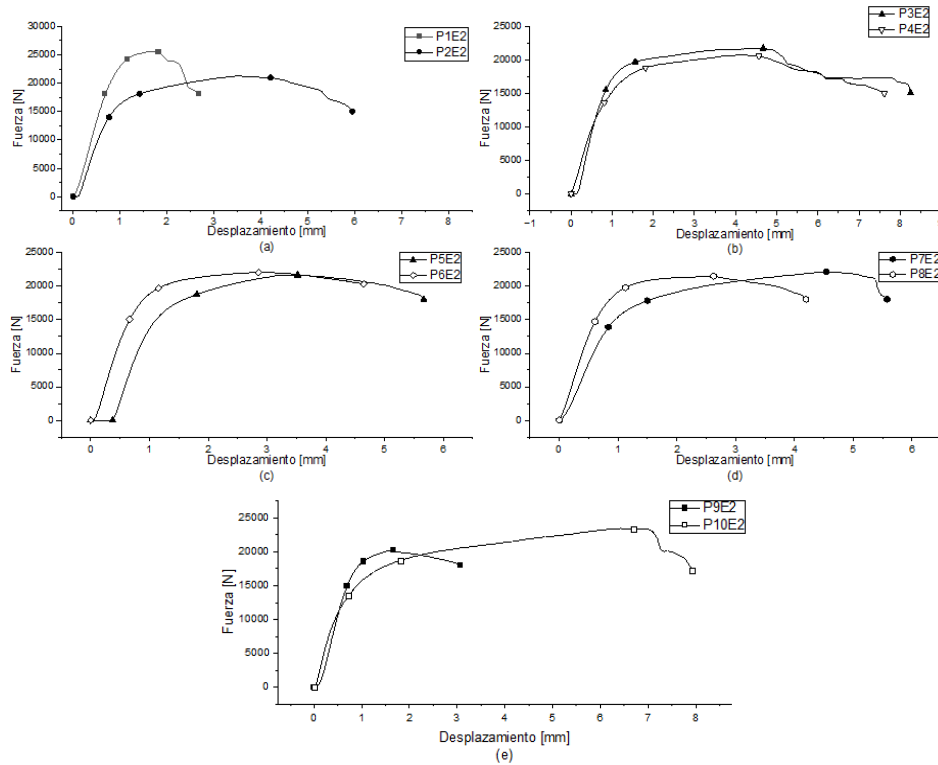 P1E2
P2E2
Fuerza [N]
30000
25000
20000
15000
10000
5000
0
0 1 2 3 4 5 6 7 8
Desplazamiento [mm]
(a)
P3E2
P4E2
Fuerza [N]
25000
20000
15000
10000
5000
0
−1 0 1 2 3 4 5 6 7 8
Desplazamiento [mm]
(b)
P5E2
P6E2
Fuerza [N]
25000
20000
15000
10000
5000
0
0 1 2 3 4 5 6
Desplazamiento [mm]
(c)
P7E2
P8E2
Fuerza [N]
25000
20000
15000
10000
5000
0
0 1 2 3 4 5 6
Desplazamiento [mm]
(d)
P9E2
P10E2
Fuerza [N]
25000
20000
15000
10000
5000
0
0 1 2 3 4 5 6 7 8
Desplazamiento [mm]
(e)